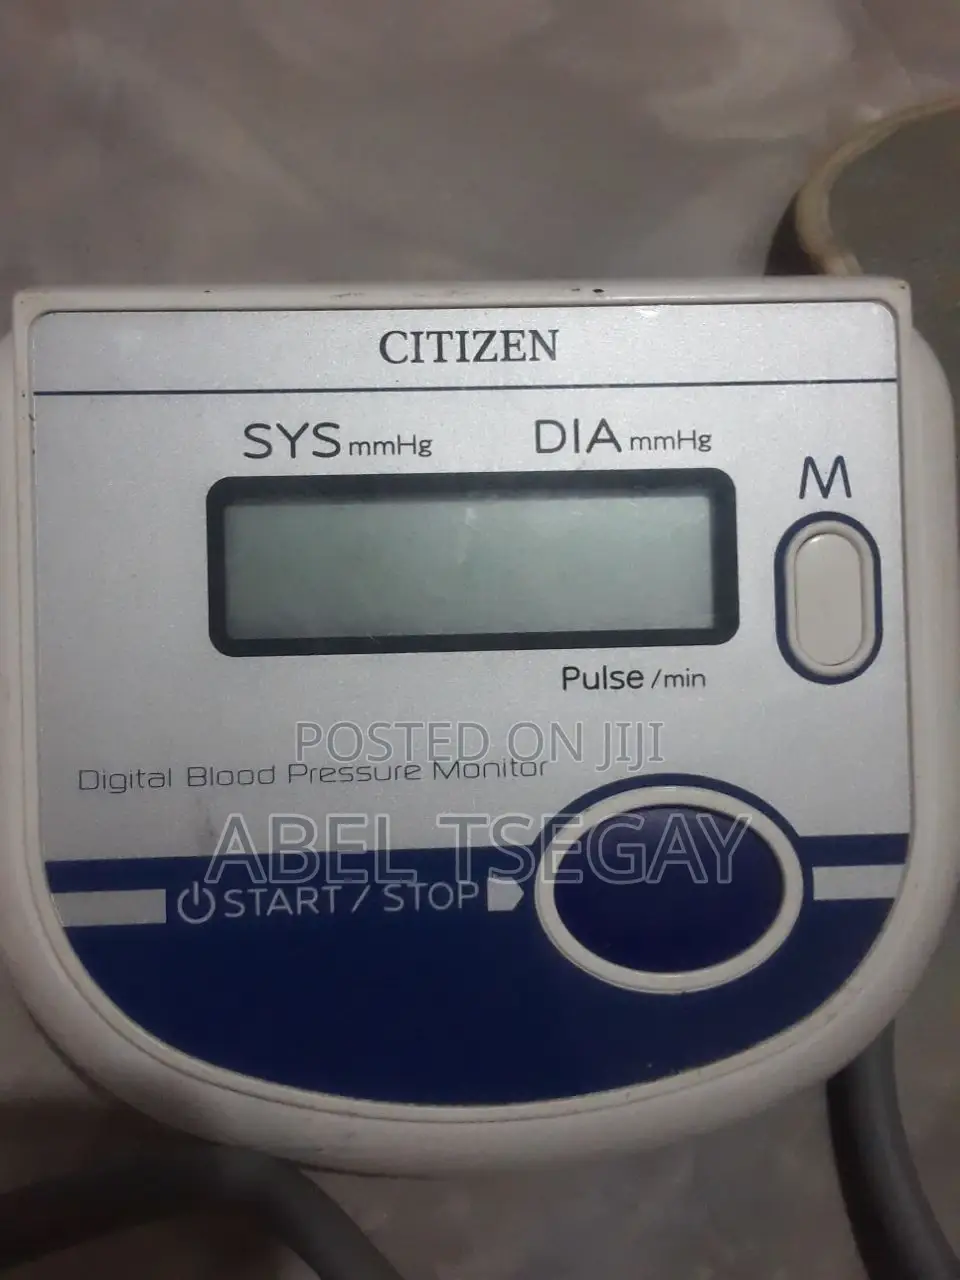 CITIZEN
SYS mmHg DIA mmHg
M
Pulse /min
POSTED ON JIJI
Digital Blood Pressure Monitor
ABEL TSEGAY
START / STOP